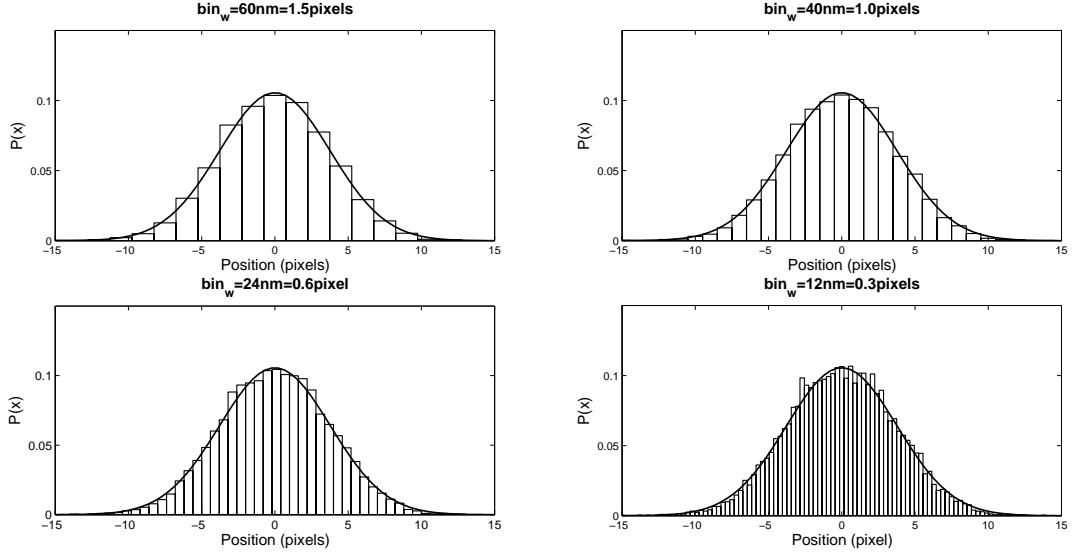 bin_w=60nm=1.5pixels
P(x)
0.1
0.05
0
−15 −10 −5 0 5 10 15
Position (pixels)
bin_w=40nm=1.0pixels
P(x)
0.1
0.05
0
−15 −10 −5 0 5 10 15
Position (pixels)
bin_w=24nm=0.6pixel
P(x)
0.1
0.05
0
−15 −10 −5 0 5 10 15
Position (pixels)
bin_w=12nm=0.3pixels
P(x)
0.1
0.05
0
−15 −10 −5 0 5 10 15
Position (pixels)